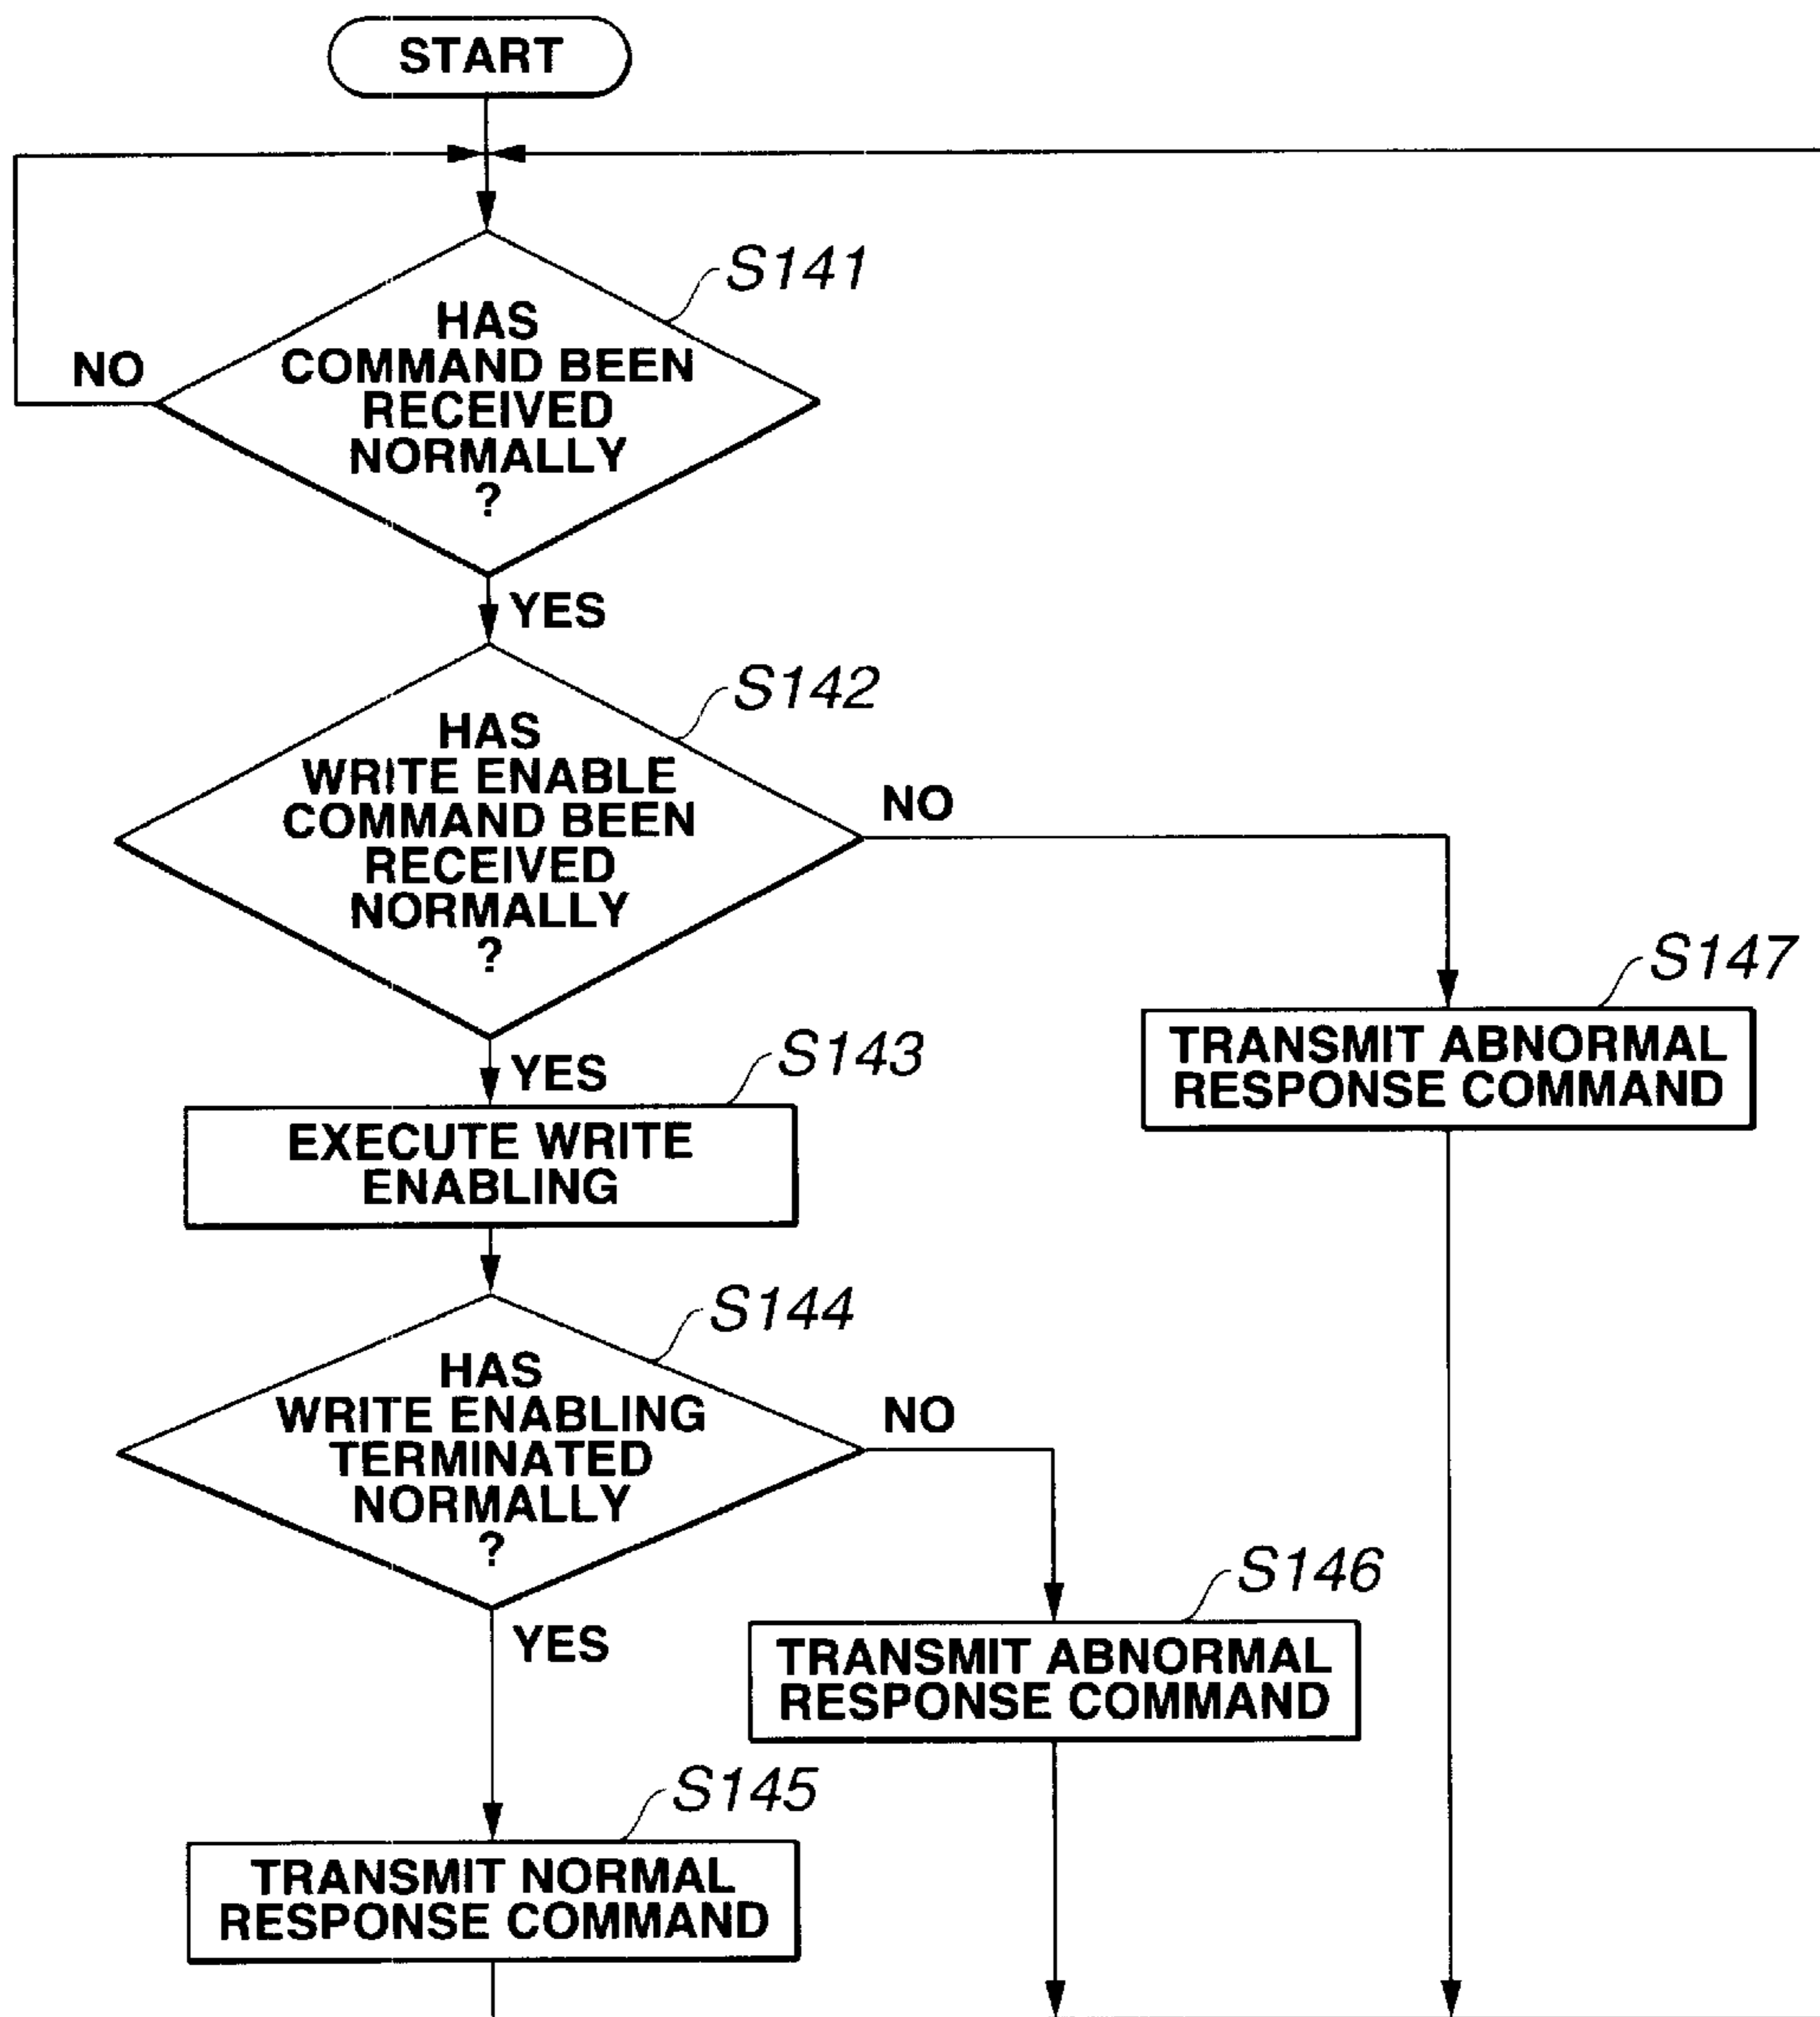 START
S141
HAS
COMMAND BEEN
RECEIVED
NORMALLY
?
NO
YES
S142
HAS
WRITE ENABLE
COMMAND BEEN
RECEIVED
NORMALLY
?
NO
YES
S147
TRANSMIT ABNORMAL
RESPONSE COMMAND
S143
EXECUTE WRITE
ENABLING
S144
HAS
WRITE ENABLING
TERMINATED
NORMALLY
?
NO
YES
S146
TRANSMIT ABNORMAL
RESPONSE COMMAND
S145
TRANSMIT NORMAL
RESPONSE COMMAND